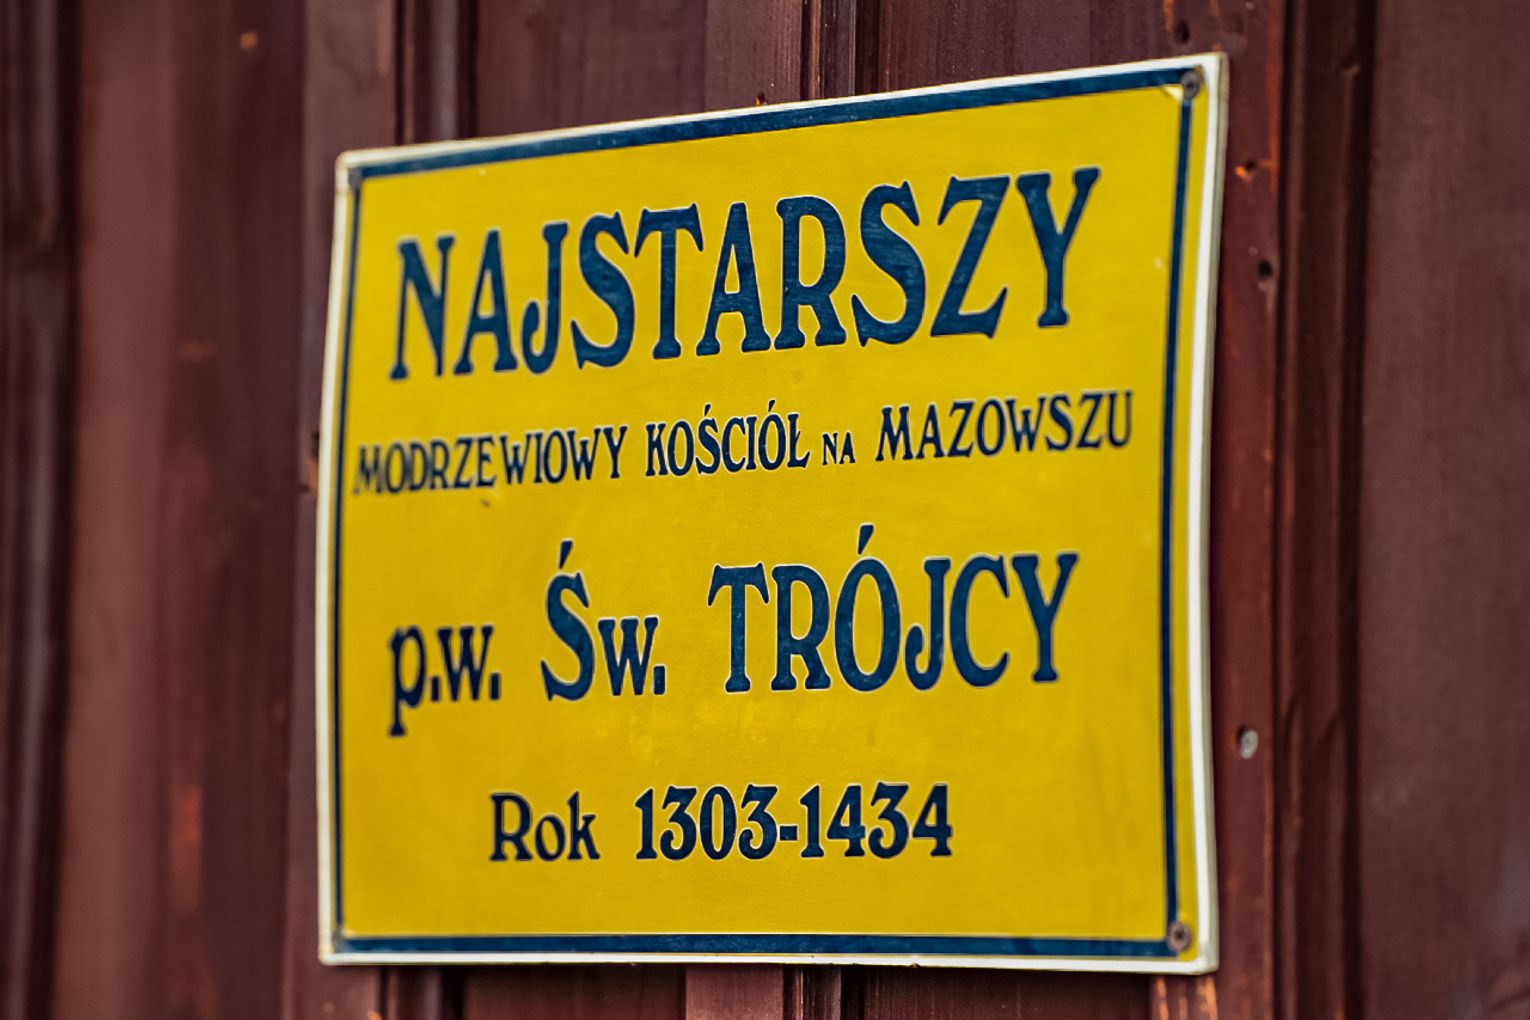 NAJSTARSZY
MODRZEWIOWY KOŚCIÓŁ NA MAZOWSZU
p.w. Św. TRÓJCY
Rok 1303-1434